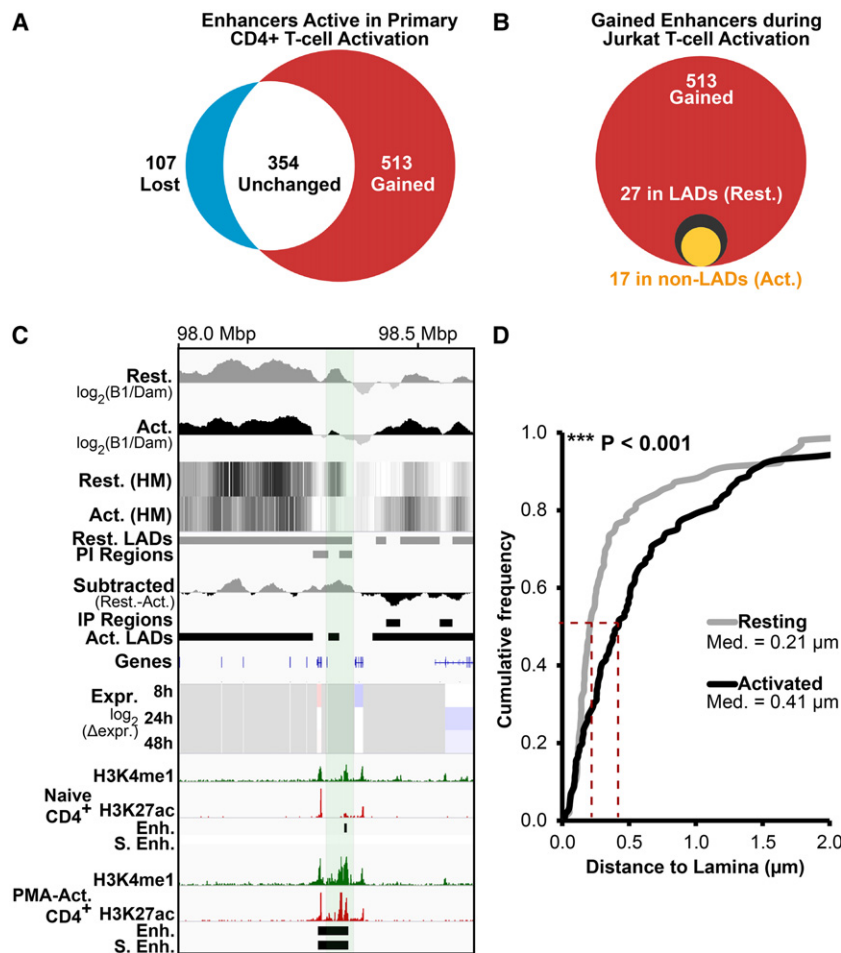 A
Enhancers Active in Primary
CD4+ T-cell Activation
107
Lost
354
Unchanged
513
Gained
B
Gained Enhancers during
Jurkat T-cell Activation
513
Gained
27 in LADs (Rest.)
17 in non-LADs (Act.)
C
98.0 Mbp 98.5 Mbp
Rest.
log2(B1/Dam)
Act.
log2(B1/Dam)
Rest. (HM)
Act. (HM)
Rest. LADs
PI Regions
Subtracted
(Rest.-Act.)
IP Regions
Act. LADs
Genes
Expr. 8h
log2 24h
(Δexpr.)
48h
H3K4me1
Naive
CD4+ H3K27ac
Enh.
S. Enh.
H3K4me1
PMA-Act.
CD4+ H3K27ac
Enh.
S. Enh.
D
*** P < 0.001
Cumulative frequency
1.0
0.8
0.6
0.4
0.2
0.0
Resting
Med. = 0.21 μm
Activated
Med. = 0.41 μm
0.0 0.5 1.0 1.5 2.0
Distance to Lamina (μm)